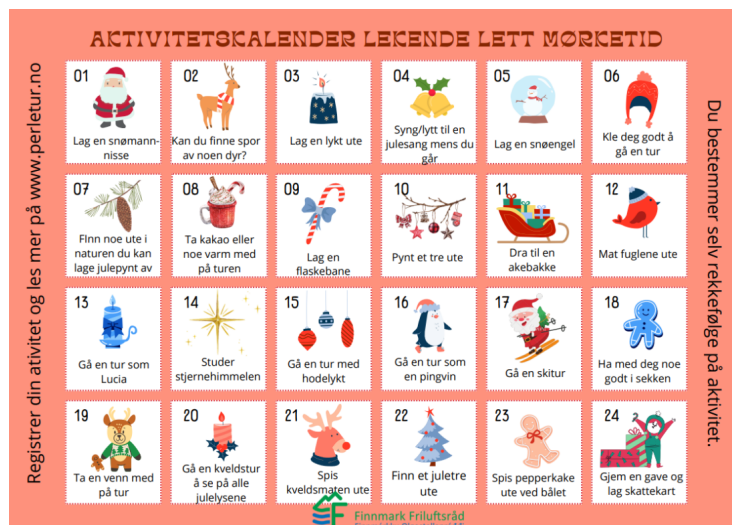 AKTIVITETSKALENDER LEKENDE LETT MØRKETID
Registrer din ativitet og les mer på www.perletur.no
01
Lag en snømann-
nisse
02
Kan du finne spor
av noen dyr?
03
Lag en lykt ute
04
Syng/lytt til en
julesang mens du
går
05
Lag en snøengel
06
Kle deg godt å
gå en tur
07
FInn noe ute i
naturen du kan
lage julepynt av
08
Ta kakao eller
noe varm med
på turen
09
Lag en
flaskebane
10
Pynt et tre ute
11
Dra til en
akebakke
12
Mat fuglene ute
13
Gå en tur som
Lucia
14
Studer
stjernehimmelen
15
Gå en tur med
hodelykt
16
Gå en tur som
en pingvin
17
Gå en skitur
18
Ha med deg noe
godt i sekken
19
Ta en venn med
på tur
20
Gå en kveldstur
å se på alle
julelysene
21
Spis
kveldsmaten ute
22
Finn et juletre
ute
23
Spis pepperkake
ute ved bålet
24
Gjem en gave og
lag skattekart
Du bestemmer selv rekkefølge på aktivitet.
Finnmark Friluftsråd